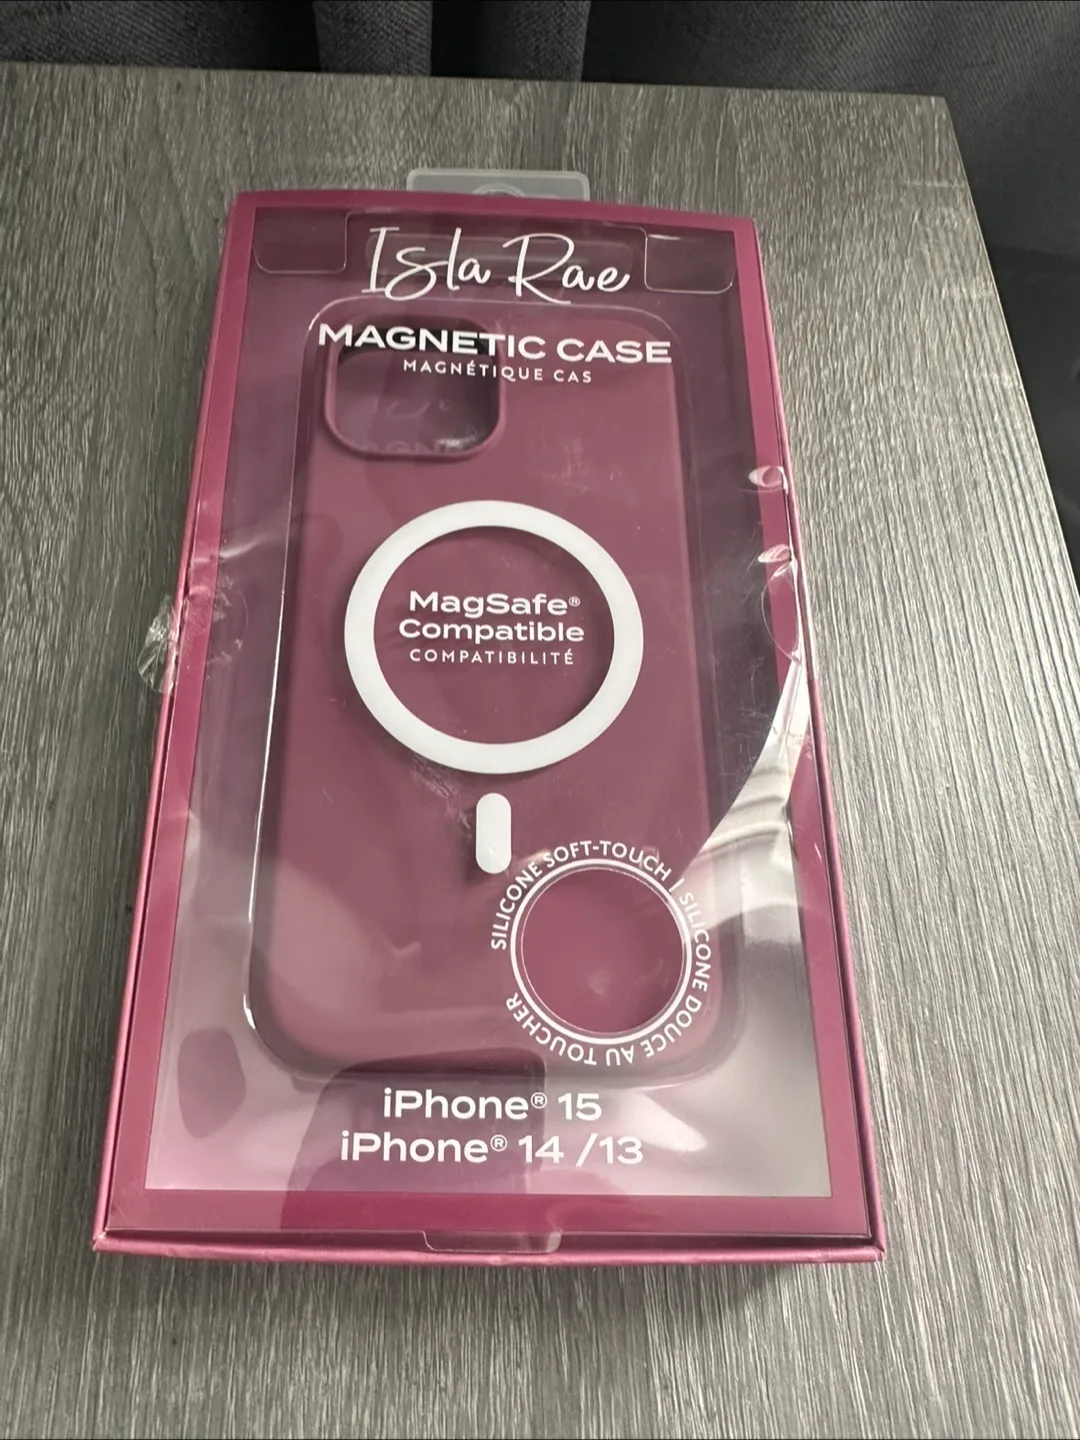 Isla Rae
MAGNETIC CASE
MAGNÉTIQUE CAS
MagSafe®
Compatible
COMPATIBILITÉ
SILICONE SOFT-TOUCH | SILICONE DOUCE AU TOUCHER
iPhone® 15
iPhone® 14 /13